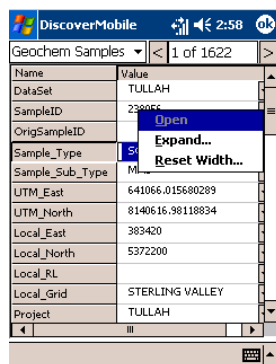 DiscoverMobile 2:58 ok
Geochem Samples < 1 of 1622 >
Name Value
DataSet TULLAH
SampleID
OrigSampleID
Sample_Type
Sample_Sub_Type
UTM_East 641066.015680289
UTM_North 8140616.98118834
Local_East 383420
Local_North 5372200
Local_RL
Local_Grid STERLING VALLEY
Project TULLAH
Open
Expand...
Reset Width...